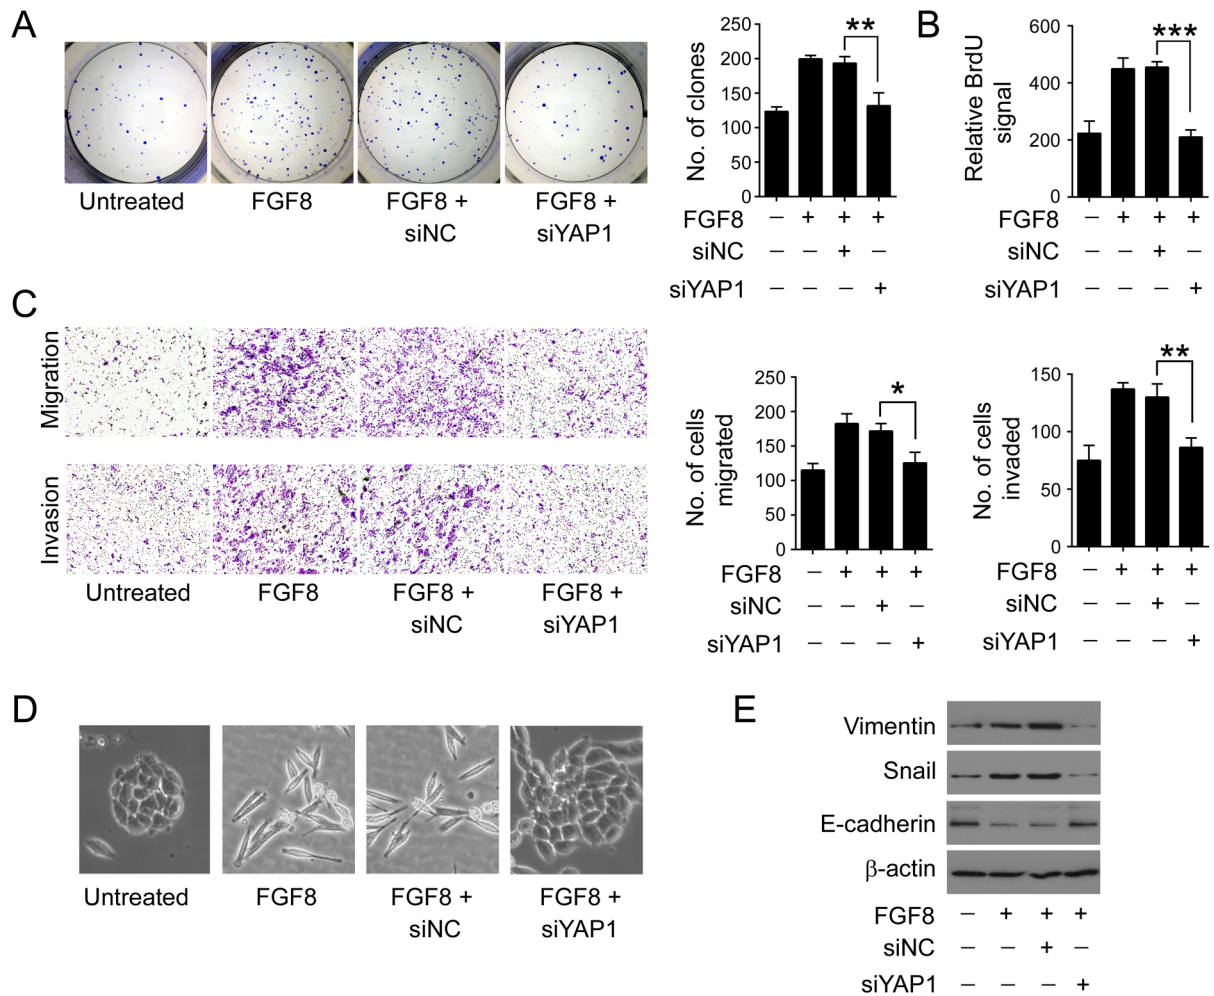 A
Untreated
FGF8
FGF8 +
siNC
FGF8 +
siYAP1
No. of clones
250
200
150
100
50
0
**
FGF8 – + + +
siNC – – + –
siYAP1 – – – +
B
Relative BrdU
signal
600
400
200
0
***
FGF8 – + + +
siNC – – + –
siYAP1 – – – +
C
Migration
Invasion
Untreated
FGF8
FGF8 +
siNC
FGF8 +
siYAP1
No. of cells
migrated
250
200
150
100
50
0
*
FGF8 – + + +
siNC – – + –
siYAP1 – – – +
No. of cells
invaded
150
100
50
0
**
FGF8 – + + +
siNC – – + –
siYAP1 – – – +
D
Untreated
FGF8
FGF8 +
siNC
FGF8 +
siYAP1
E
Vimentin
Snail
E-cadherin
β-actin
FGF8 – + + +
siNC – – + –
siYAP1 – – – +